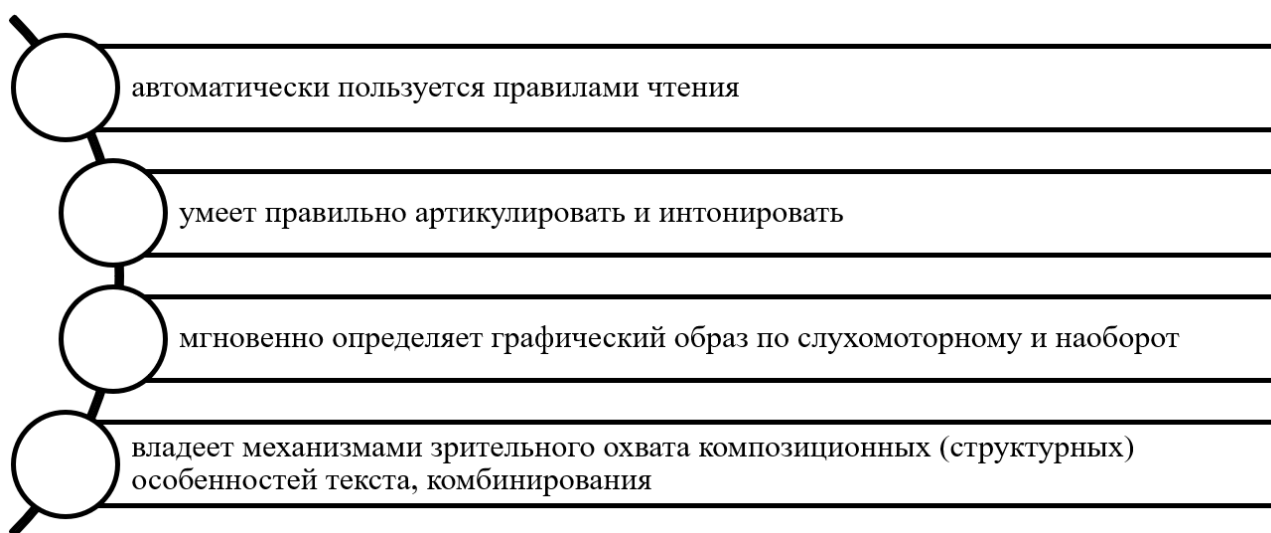 автоматически пользуется правилами чтения
умеет правильно артикулировать и интонировать
мгновенно определяет графический образ по слухомоторному и наоборот
владеет механизмами зрительного охвата композиционных (структурных)
особенностей текста, комбинирования